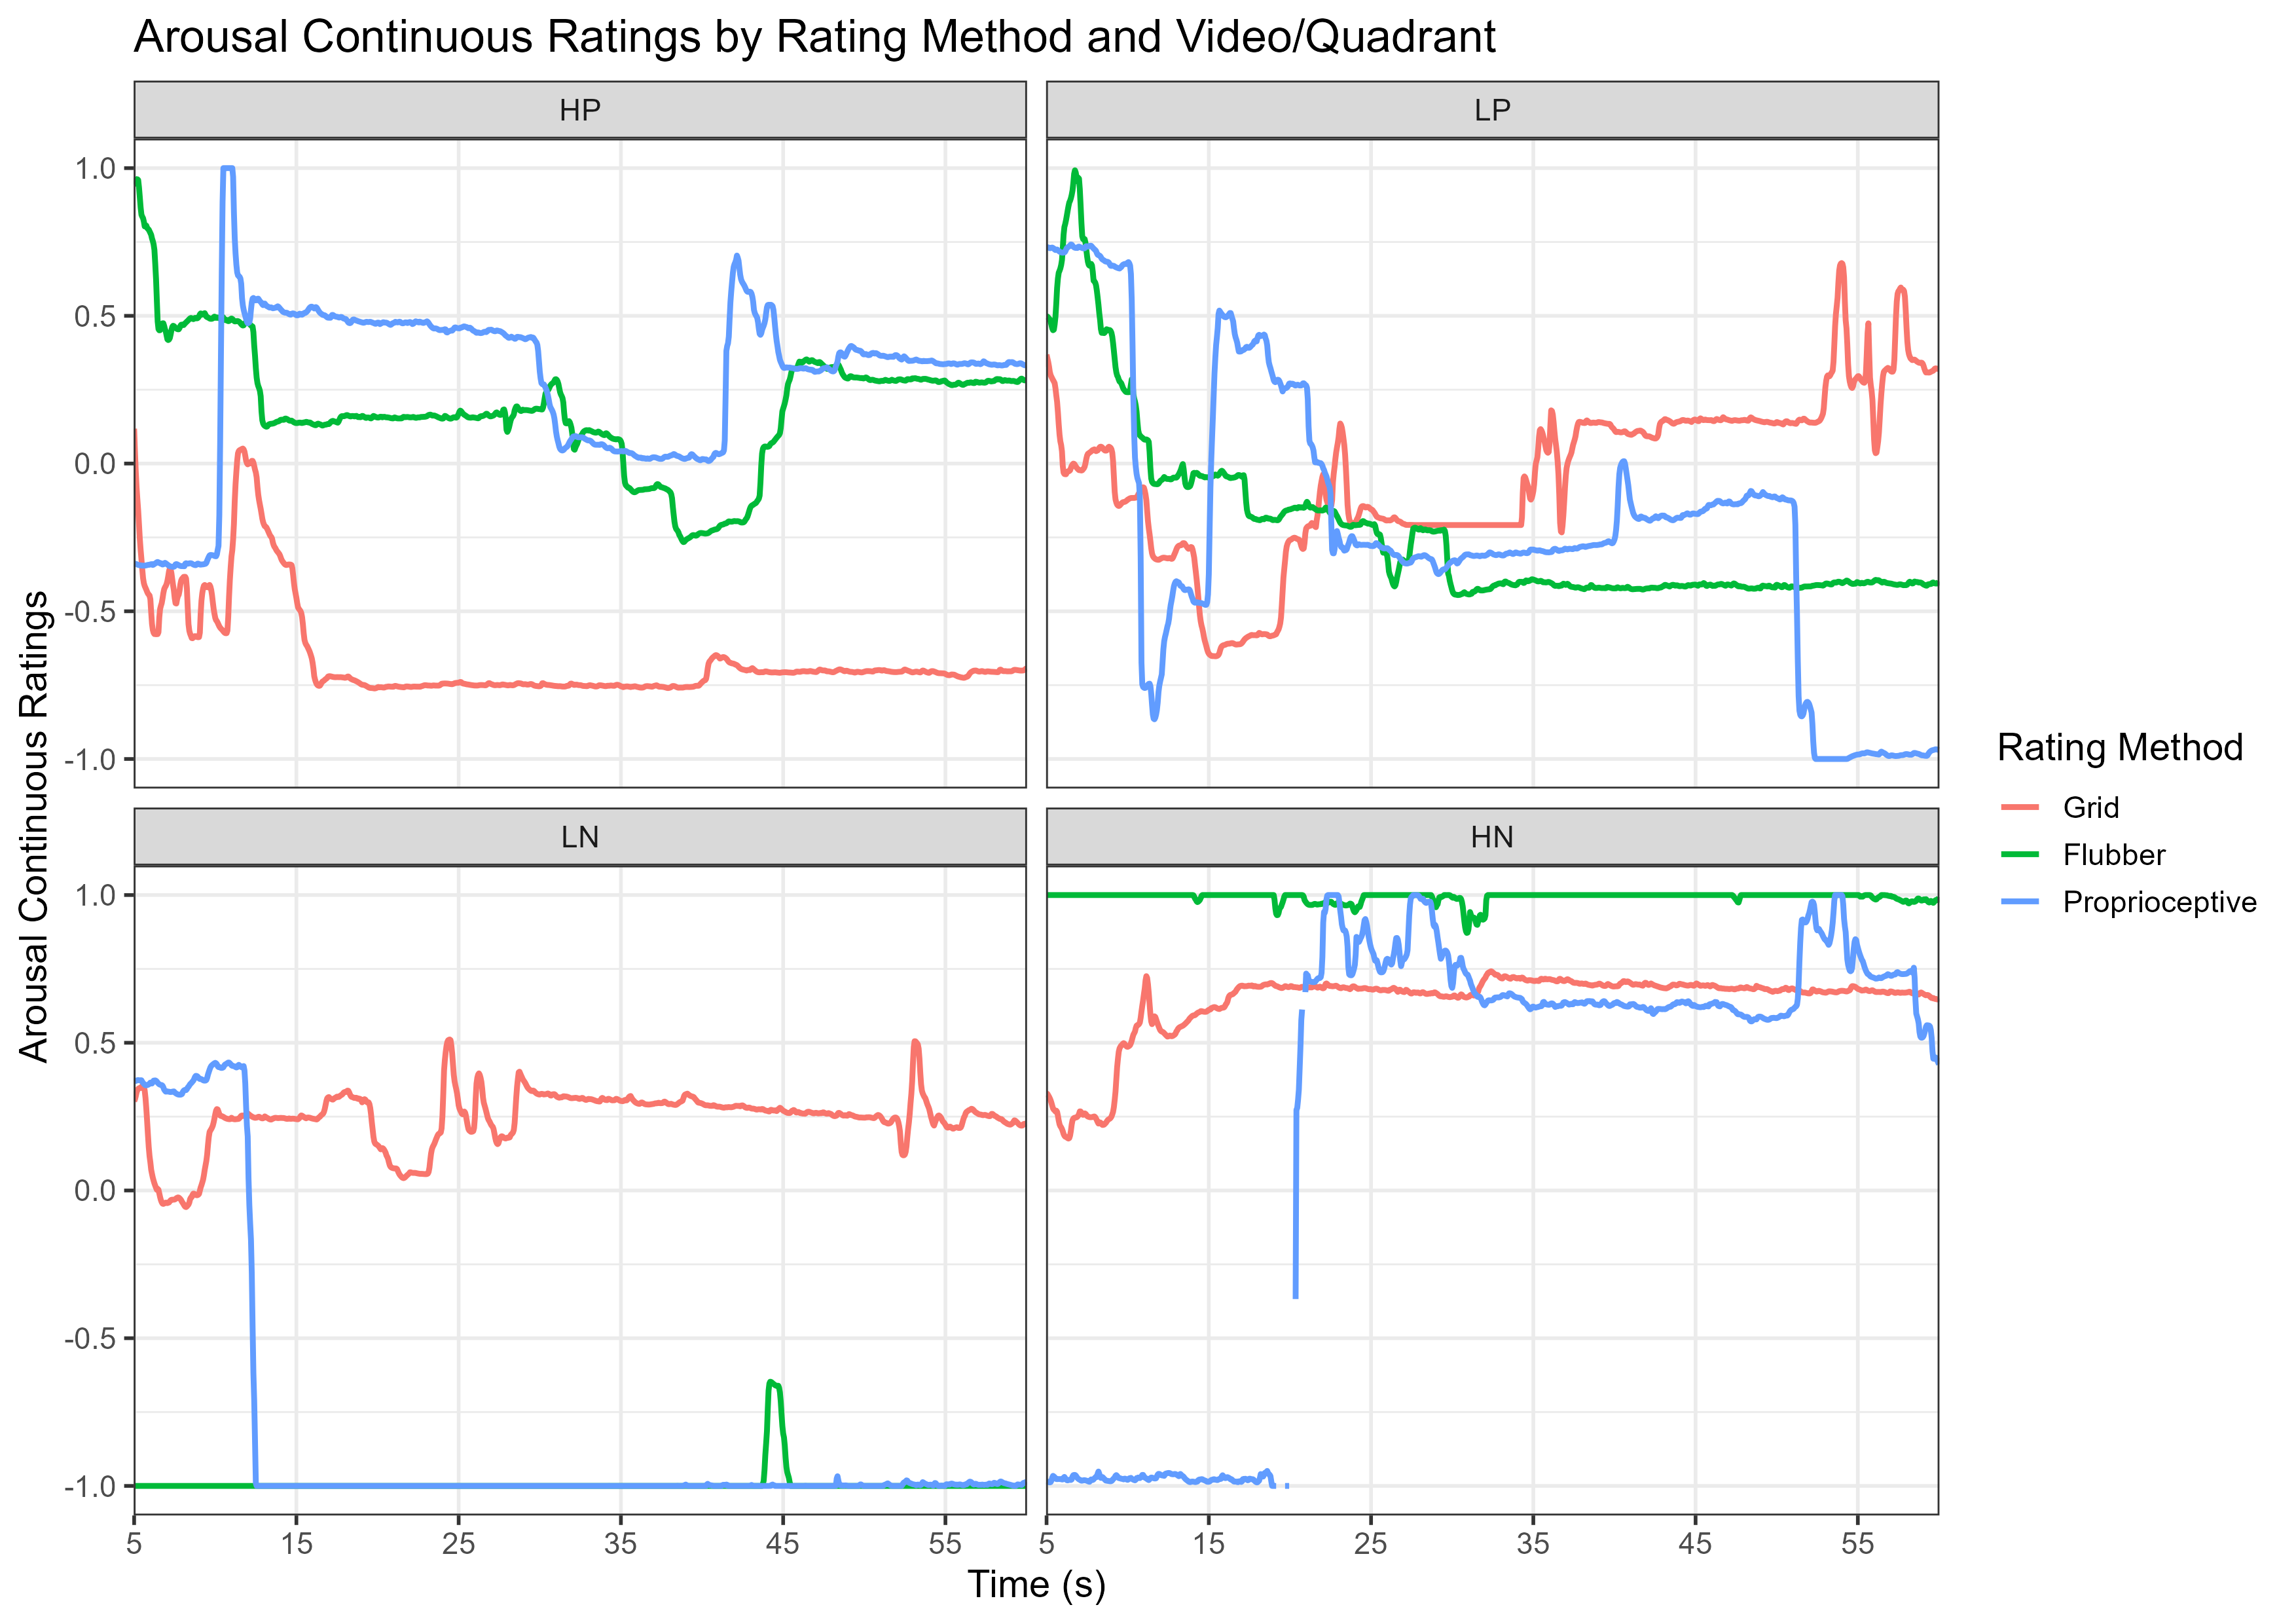 Arousal Continuous Ratings by Rating Method and Video/Quadrant
HP
LP
1.0
0.5
0.0
-0.5
-1.0
LN
HN
1.0
0.5
0.0
-0.5
-1.0
5 15 25 35 45 55
5 15 25 35 45 55
Time (s)
Arousal Continuous Ratings
Rating Method
Grid
Flubber
Proprioceptive